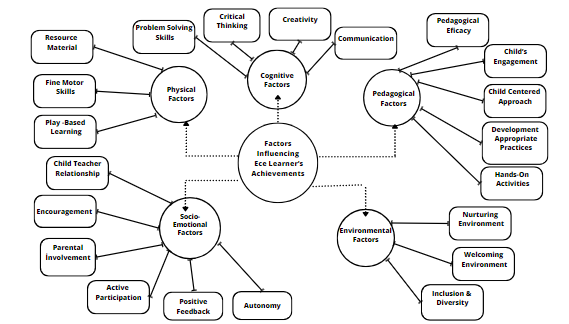 Resource
Material
Problem Solving
Skills
Critical
Thinking
Creativity
Communication
Pedagogical
Efficacy
Child's
Engagement
Fine Motor
Skills
Physical
Factors
Cognitive
Factors
Pedagogical
Factors
Child Centered
Approach
Play -Based
Learning
Factors
Influencing
Ece Learner's
Achievements
Development
Appropriate
Practices
Child Teacher
Relationship
Hands-On
Activities
Encouragement
Socio-
Emotional
Factors
Environmental
Factors
Nurturing
Environment
Parental
İnvolvement
Welcoming
Environment
Active
Participation
Positive
Feedback
Autonomy
Inclusion &
Diversity